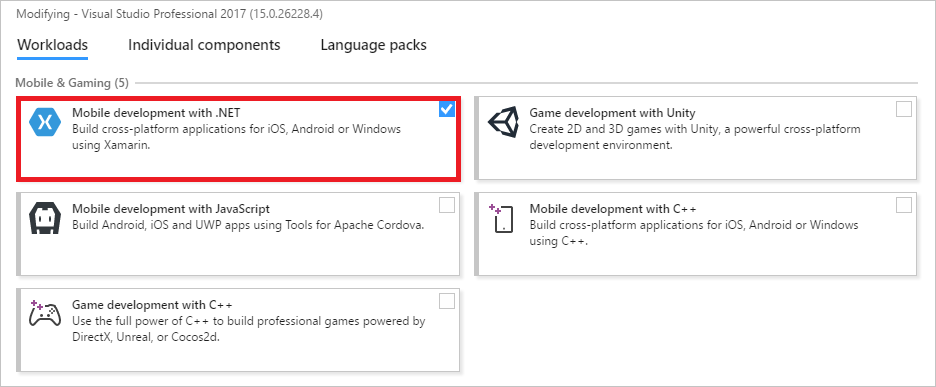 Modifying - Visual Studio Professional 2017 (15.0.26228.4)
Workloads
Individual components
Language packs
Mobile & Gaming (5)
Mobile development with .NET
Build cross-platform applications for iOS, Android or Windows
using Xamarin.
Game development with Unity
Create 2D and 3D games with Unity, a powerful cross-platform
development environment.
Mobile development with JavaScript
Build Android, iOS and UWP apps using Tools for Apache Cordova.
Mobile development with C++
Build cross-platform applications for iOS, Android or Windows
using C++.
Game development with C++
Use the full power of C++ to build professional games powered by
DirectX, Unreal, or Cocos2d.